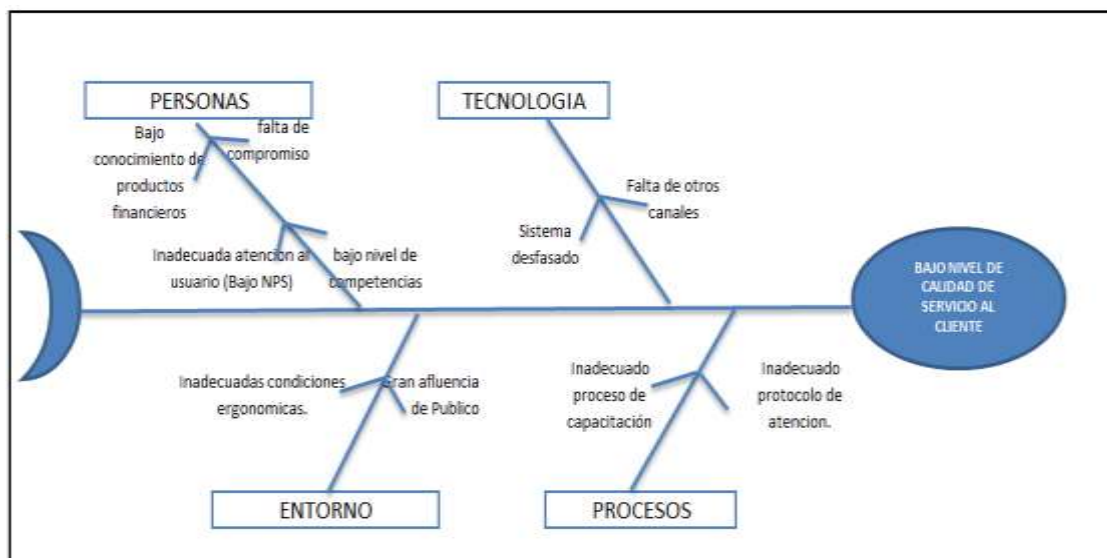 PERSONAS
TECNOLOGIA
Bajo
conocimiento de
productos
financieros
falta de
compromiso
Inadecuada atencion al
usuario (Bajo NPS)
bajo nivel de
competencias
Falta de otros
canales
Sistema
desfasado
BAJO NIVEL DE
CALIDAD DE
SERVICIO AL
CLIENTE
Inadecuadas condiciones
ergonomicas.
Gran afluencia
de Publico
Inadecuado
proceso de
capacitación
Inadecuado
protocolo de
atencion.
ENTORNO
PROCESOS